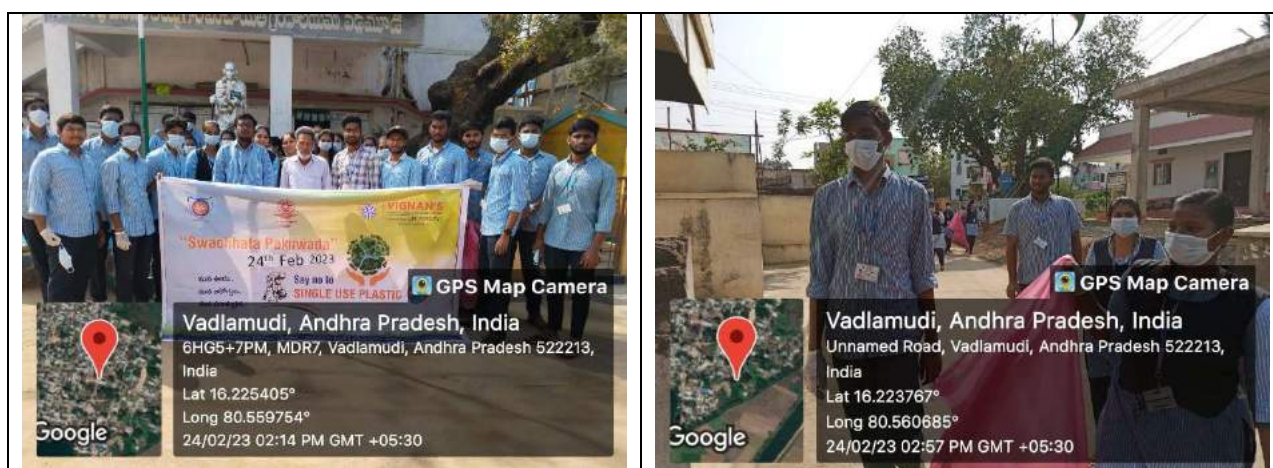 VIGNAN'S
"Swachhata Pakhwada"
24th Feb 2023
Say no to
SINGLE USE PLASTIC
GPS Map Camera
Vadlamudi, Andhra Pradesh, India
6HG5+7PM, MDR7, Vadlamudi, Andhra Pradesh 522213,
India
Lat 16.225405°
Long 80.559754°
24/02/23 02:14 PM GMT +05:30
Google
GPS Map Camera
Vadlamudi, Andhra Pradesh, India
Unnamed Road, Vadlamudi, Andhra Pradesh 522213,
India
Lat 16.223767°
Long 80.560685°
24/02/23 02:57 PM GMT +05:30
Google